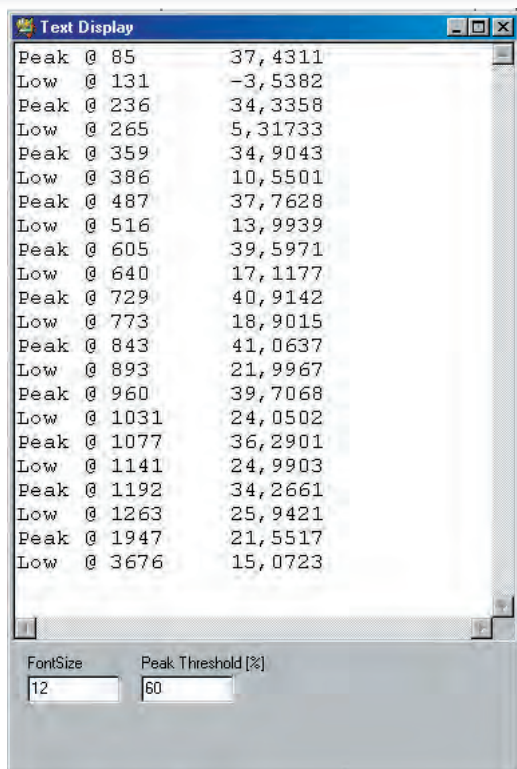 Text Display
Peak @ 85 37,4311
Low @ 131 -3,5382
Peak @ 236 34,3358
Low @ 265 5,31733
Peak @ 359 34,9043
Low @ 386 10,5501
Peak @ 487 37,7628
Low @ 516 13,9939
Peak @ 605 39,5971
Low @ 640 17,1177
Peak @ 729 40,9142
Low @ 773 18,9015
Peak @ 843 41,0637
Low @ 893 21,9967
Peak @ 960 39,7068
Low @ 1031 24,0502
Peak @ 1077 36,2901
Low @ 1141 24,9903
Peak @ 1192 34,2661
Low @ 1263 25,9421
Peak @ 1947 21,5517
Low @ 3676 15,0723
FontSize Peak Threshold [%]
12 60